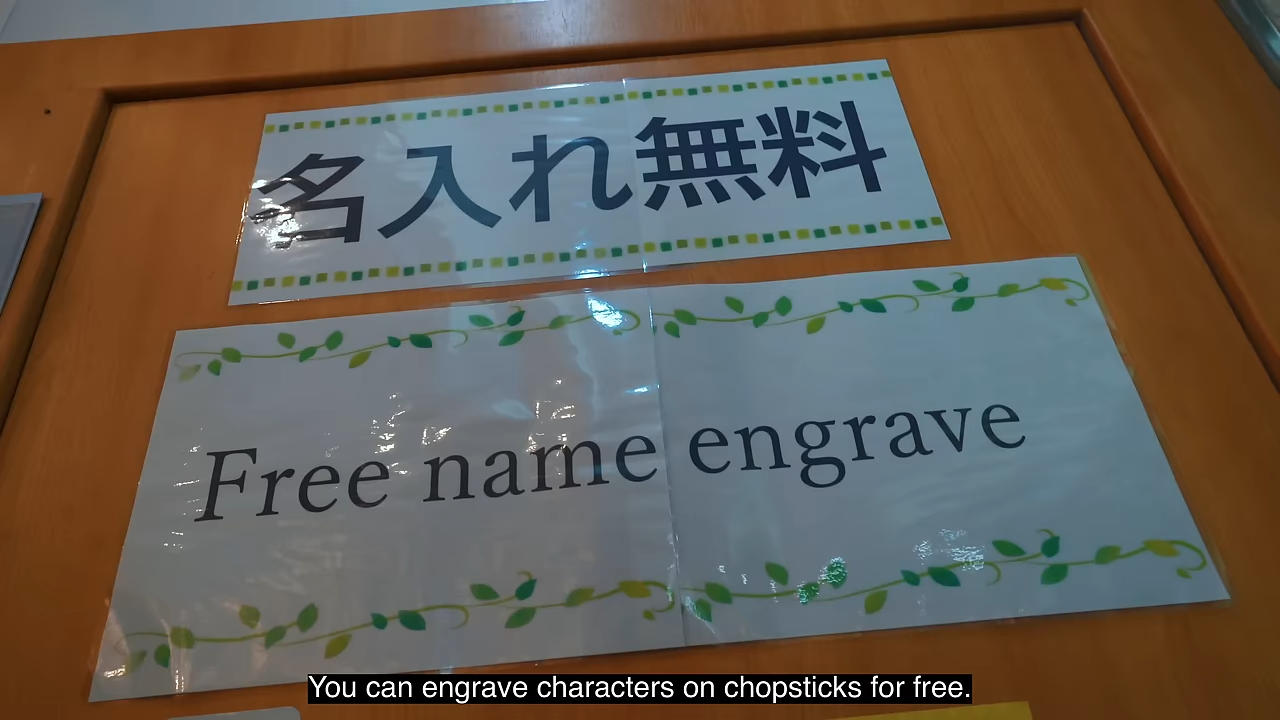 名入れ無料
Free name engrave
You can engrave characters on chopsticks for free.